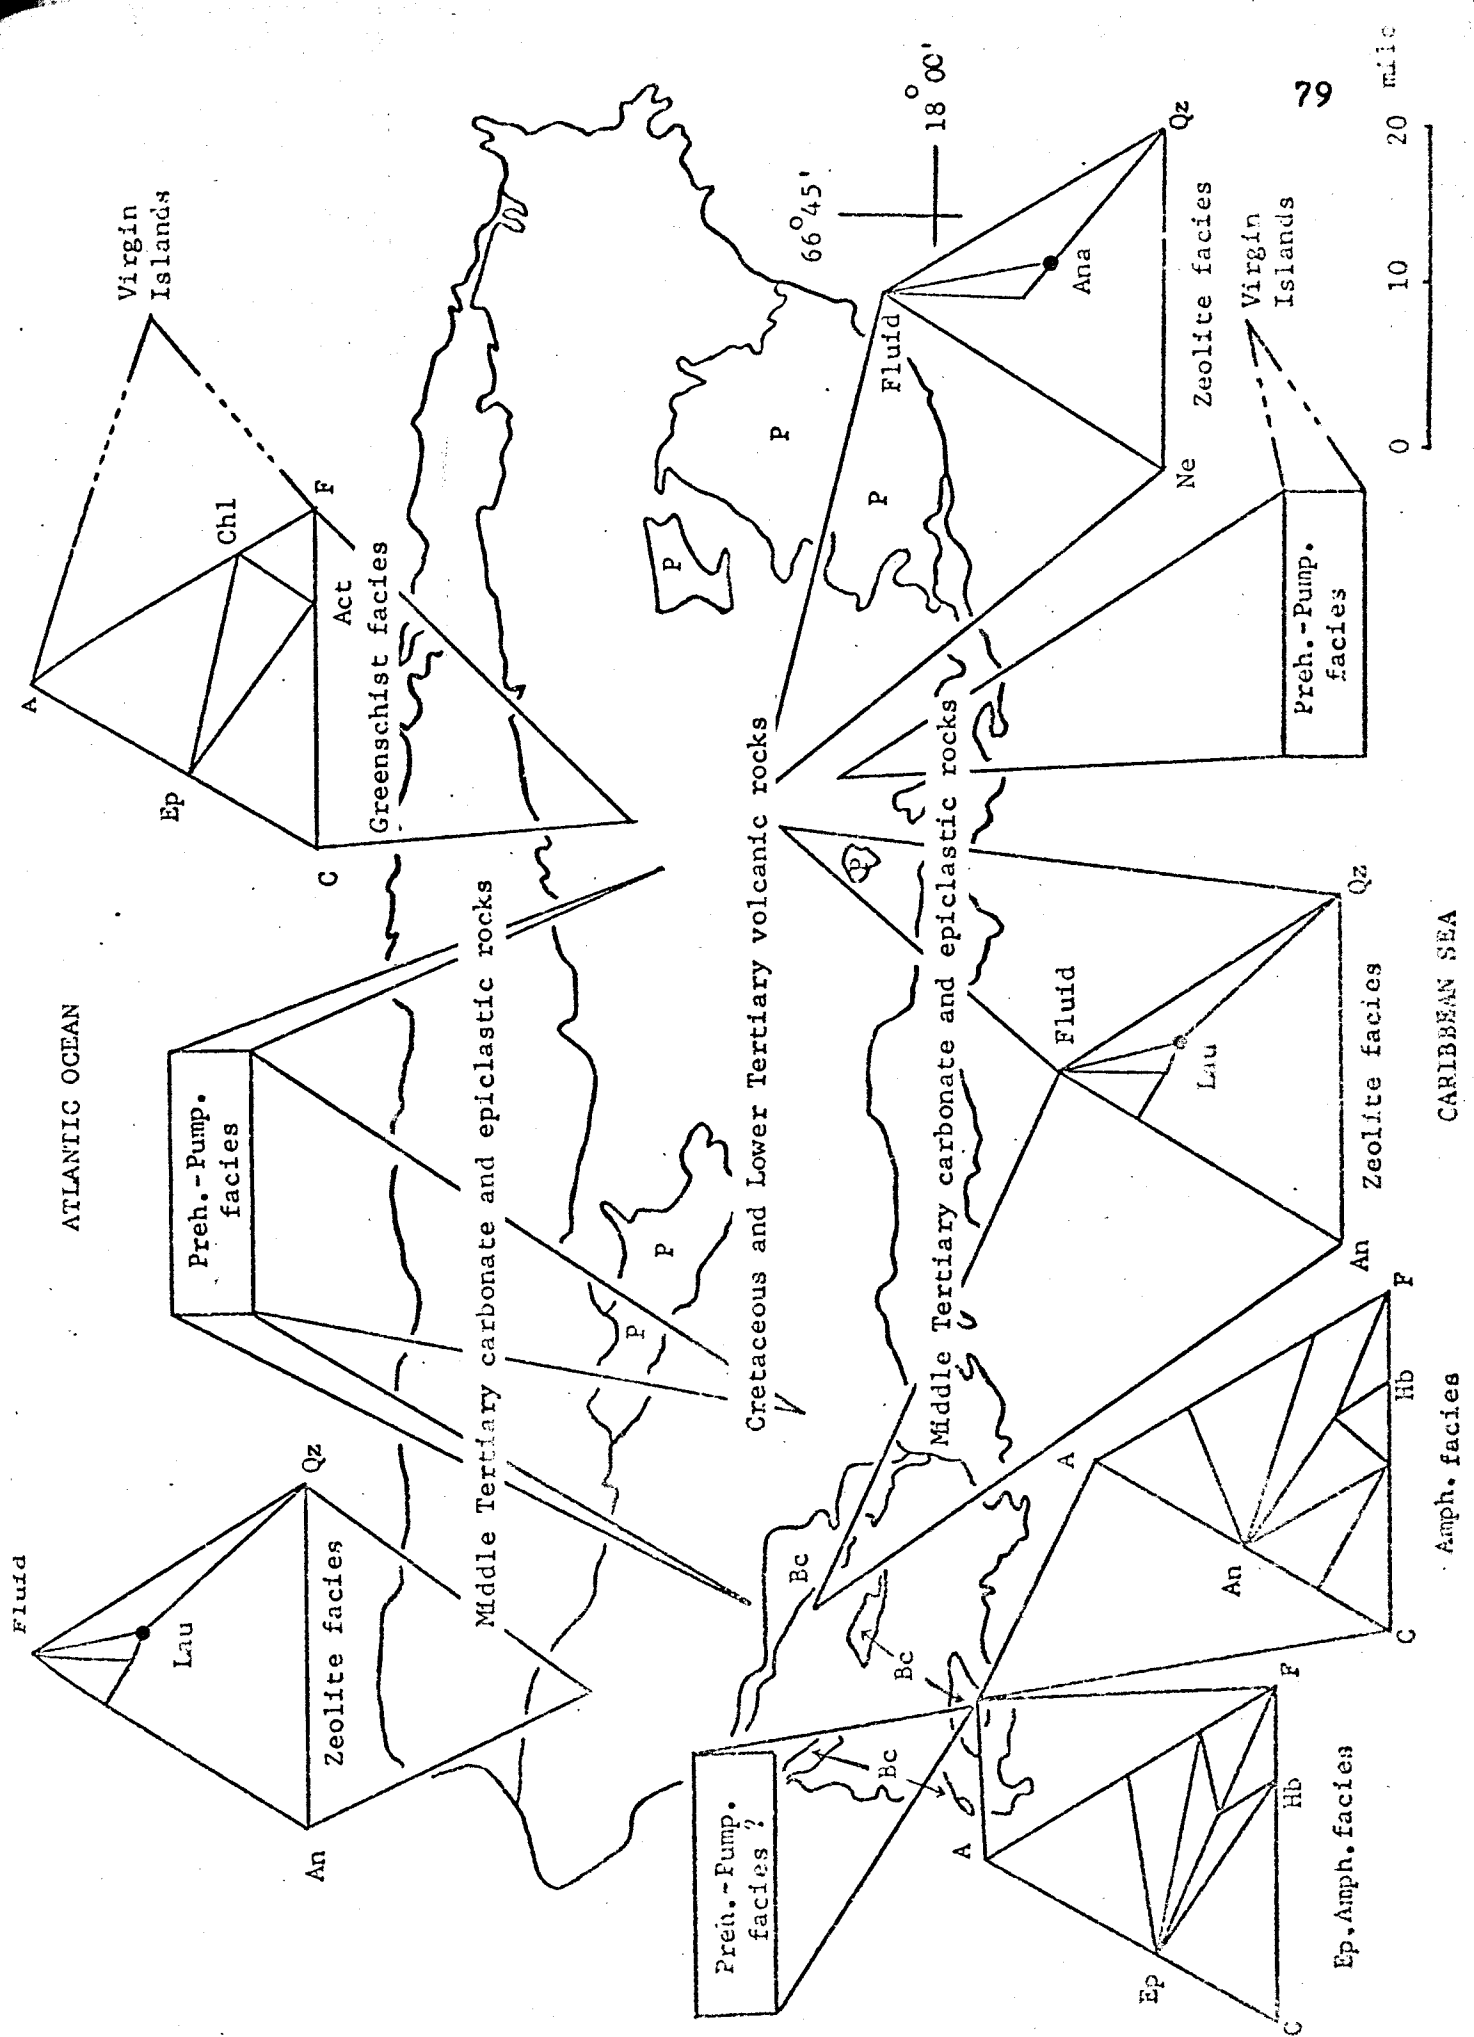 79
ATLANTIC OCEAN
Virgin
Islands
Fluid
Qz
Lau
An
Zeolite facies
Preh.-Pump.
facies
A
Chl
F
Ep
Act
C
Greenschist facies
Middle Tertiary carbonate and epiclastic rocks
P
P
P
P
P
P
Cretaceous and Lower Tertiary volcanic rocks
66°45'
18°00'
Fluid
Ana
Qz
Ne
Zeolite facies
Virgin
Islands
Preh.-Pump.
facies
Middle Tertiary carbonate and epiclastic rocks
Bc
Bc
Bc
Preh.-Pump.
facies ?
A
Ep
C
F
Hb
Ep.Amph.facies
A
An
C
F
Hb
Amph. facies
Fluid
Lau
Qz
An
Zeolite facies
CARIBBEAN SEA
0
10
20